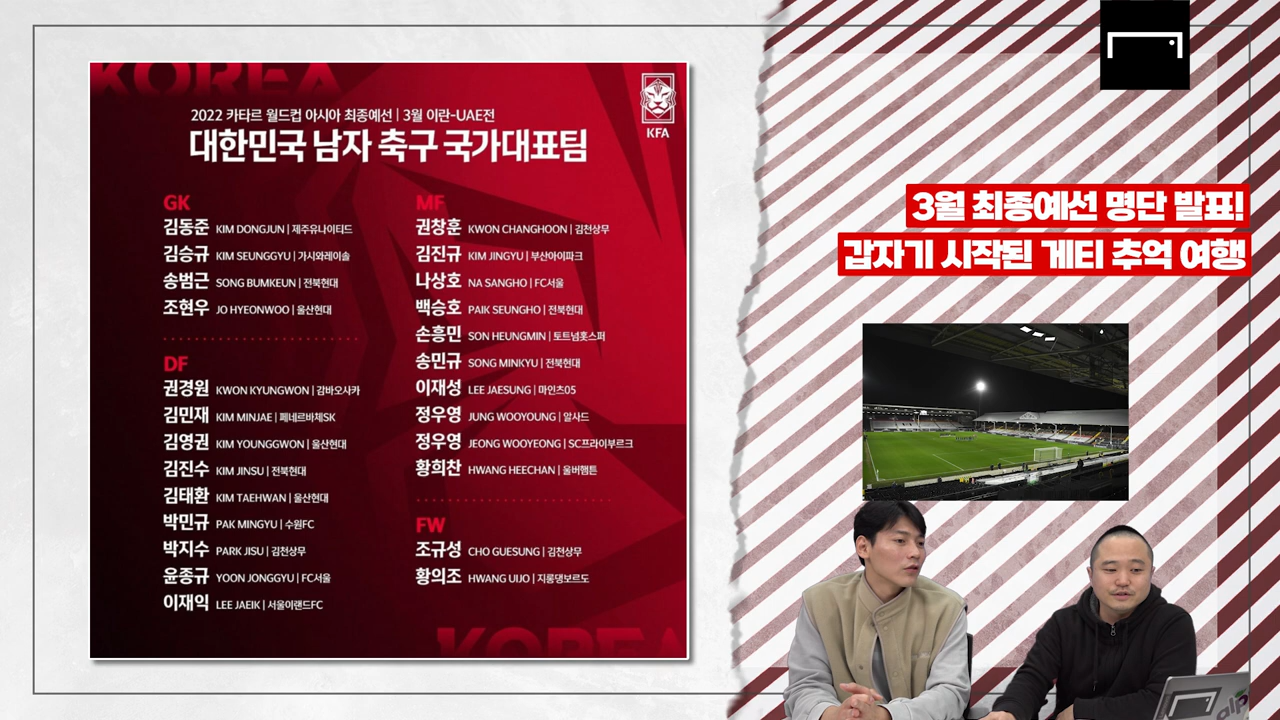 KOREA
2022 카타르 월드컵 아시아 최종예선 | 3월 이란-UAE전
대한민국 남자 축구 국가대표팀
KFA
GK
김동준 KIM DONGJUN | 제주유나이티드
김승규 KIM SEUNGGYU | 가시와레이솔
송범근 SONG BUMKEUN | 전북현대
조현우 JO HYEONWOO | 울산현대
DF
권경원 KWON KYUNGWON | 감바오사카
김민재 KIM MINJAE | 페네르바체SK
김영권 KIM YOUNGGWON | 울산현대
김진수 KIM JINSU | 전북현대
김태환 KIM TAEHWAN | 울산현대
박민규 PAK MINGYU | 수원FC
박지수 PARK JISU | 김천상무
윤종규 YOON JONGGYU | FC서울
이재익 LEE JAEIK | 서울이랜드FC
MF
권창훈 KWON CHANGHOON | 김천상무
김진규 KIM JINGYU | 부산아이파크
나상호 NA SANGHO | FC서울
백승호 PAIK SEUNGHO | 전북현대
손흥민 SON HEUNGMIN | 토트넘홋스퍼
송민규 SONG MINKYU | 전북현대
이재성 LEE JAESUNG | 마인츠05
정우영 JUNG WOOYOUNG | 알사드
정우영 JEONG WOOYEONG | SC프라이부르크
황희찬 HWANG HEECHAN | 울버햄튼
FW
조규성 CHO GUESUNG | 김천상무
황의조 HWANG UIJO | 지롱댕보르도
KOREA
3월 최종예선 명단 발표!
갑자기 시작된 게티 추억 여행